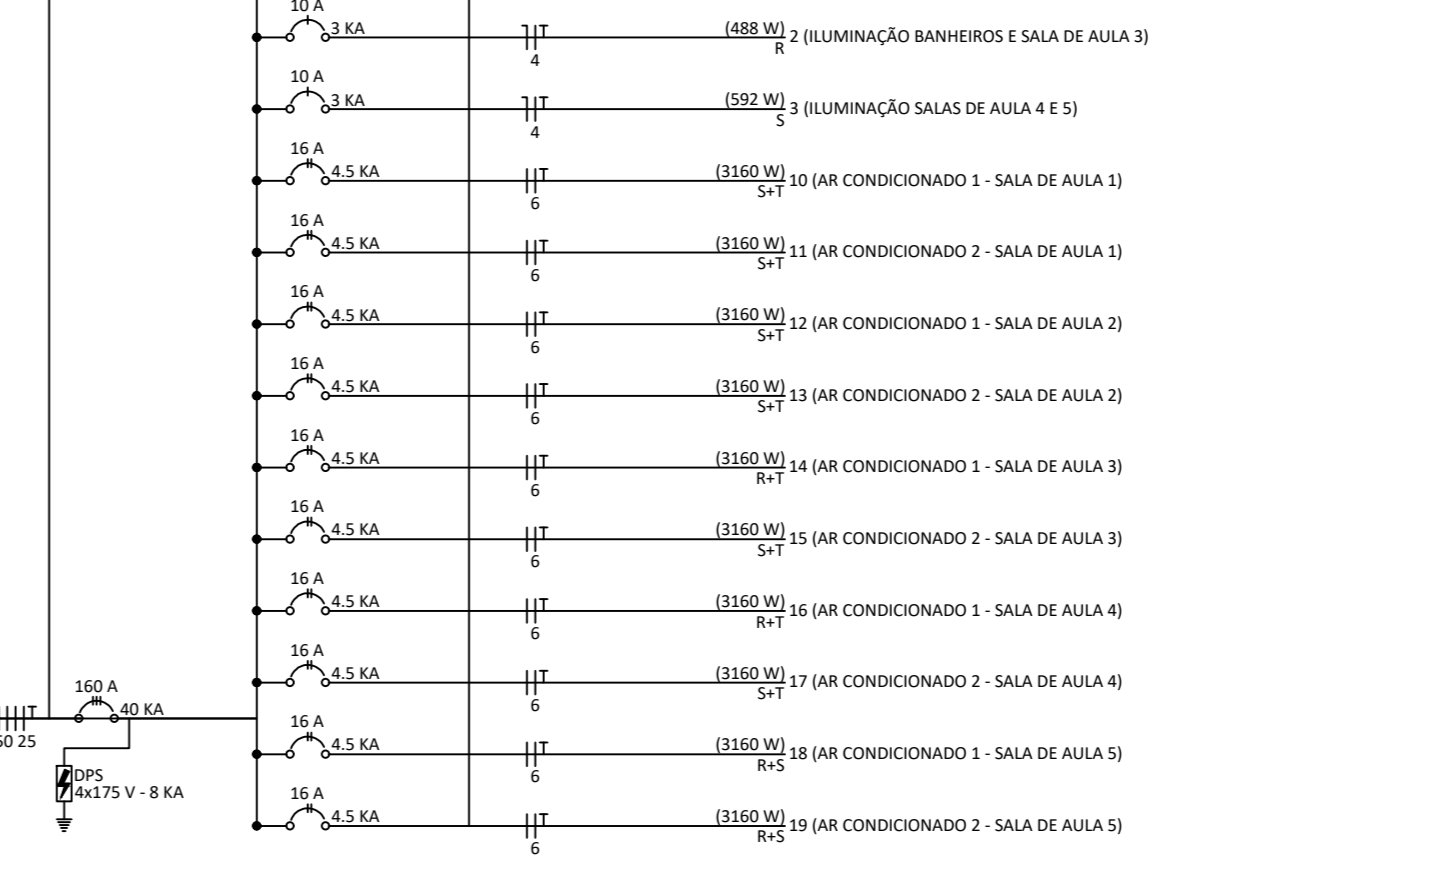 10 A
3 KA
(488 W)
2 (ILUMINAÇÃO BANHEIROS E SALA DE AULA 3)
R
4
10 A
3 KA
(592 W)
3 (ILUMINAÇÃO SALAS DE AULA 4 E 5)
S
4
16 A
4.5 KA
(3160 W)
10 (AR CONDICIONADO 1 - SALA DE AULA 1)
S+T
6
16 A
4.5 KA
(3160 W)
11 (AR CONDICIONADO 2 - SALA DE AULA 1)
S+T
6
16 A
4.5 KA
(3160 W)
12 (AR CONDICIONADO 1 - SALA DE AULA 2)
S+T
6
16 A
4.5 KA
(3160 W)
13 (AR CONDICIONADO 2 - SALA DE AULA 2)
S+T
6
16 A
4.5 KA
(3160 W)
14 (AR CONDICIONADO 1 - SALA DE AULA 3)
R+T
6
16 A
4.5 KA
(3160 W)
15 (AR CONDICIONADO 2 - SALA DE AULA 3)
S+T
6
16 A
4.5 KA
(3160 W)
16 (AR CONDICIONADO 1 - SALA DE AULA 4)
R+T
6
16 A
4.5 KA
(3160 W)
17 (AR CONDICIONADO 2 - SALA DE AULA 4)
S+T
6
160 A
40 KA
25
DPS
4x175 V - 8 KA
16 A
4.5 KA
(3160 W)
18 (AR CONDICIONADO 1 - SALA DE AULA 5)
R+S
6
16 A
4.5 KA
(3160 W)
19 (AR CONDICIONADO 2 - SALA DE AULA 5)
R+S
6